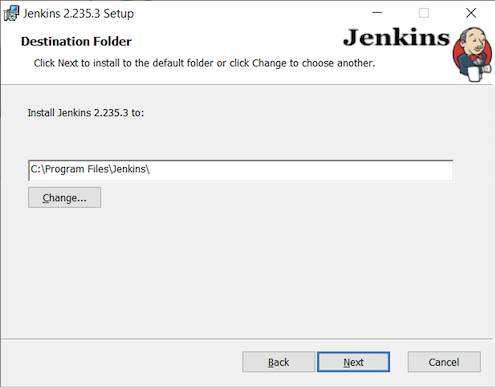 Jenkins 2.235.3 Setup
Destination Folder
Jenkins
Click Next to install to the default folder or click Change to choose another.
Install Jenkins 2.235.3 to:
C:\Program Files\Jenkins\
Change...
Back
Next
Cancel